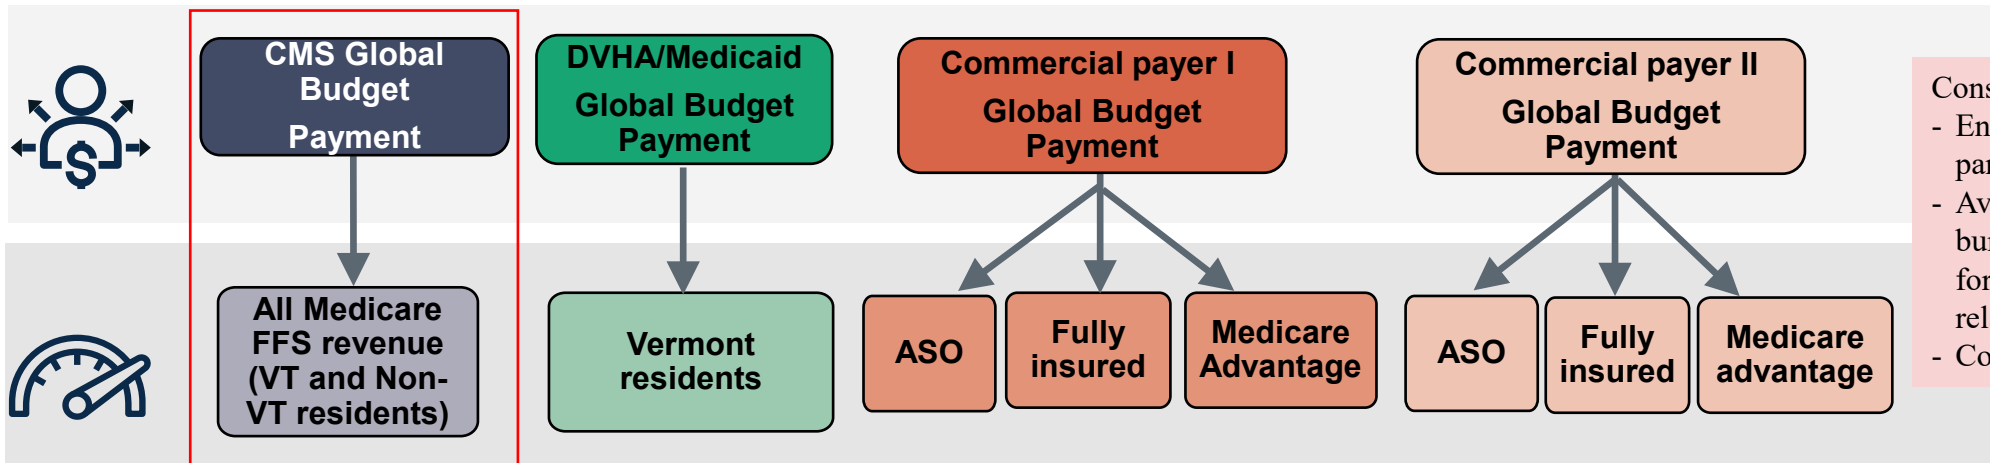 CMS Global
Budget
Payment
DVHA/Medicaid
Global Budget
Payment
Commercial payer I
Global Budget
Payment
Commercial payer II
Global Budget
Payment
All Medicare
FFS revenue
(VT and Non-
VT residents)
Vermont
residents
ASO
Fully
insured
Medicare
Advantage
ASO
Fully
insured
Medicare
advantage
-
-
-